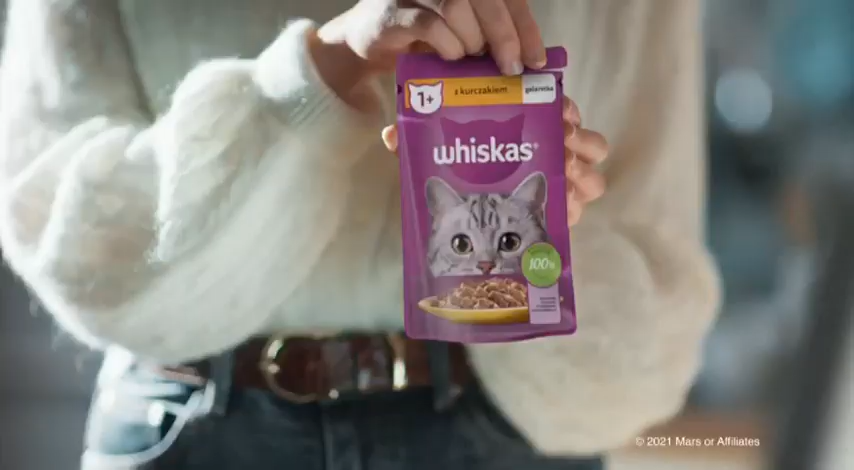 1+
z kurczakiem
galaretka
whiskas®
100%
© 2021 Mars or Affiliates